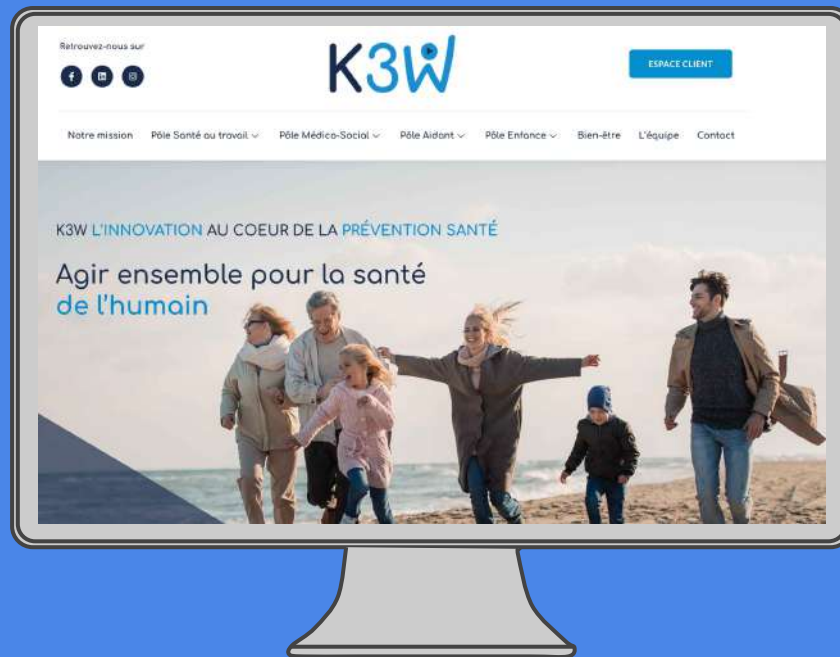 Retrouvez-nous sur
K3W
ESPACE CLIENT
Notre mission Pôle Santé au travail Pôle Médico-Social Pôle Aidant Pôle Enfance Bien-être L'équipe Contact
K3W L'INNOVATION AU COEUR DE LA PRÉVENTION SANTÉ
Agir ensemble pour la santé
de l'humain